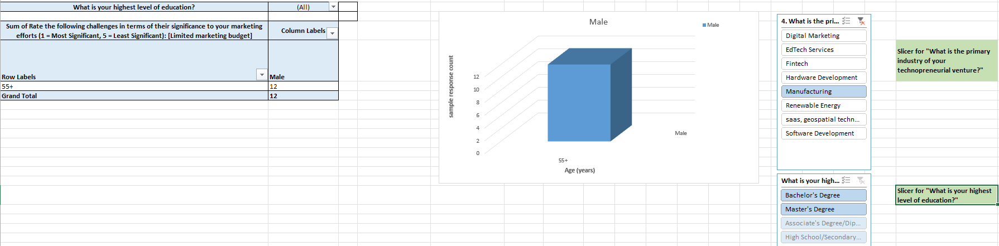 What is your highest level of education?
(All)
Sum of Rate the following challenges in terms of their significance to your marketing
efforts (1 = Most Significant, 5 = Least Significant): [Limited marketing budget]
Column Labels
Row Labels
Male
55+
12
Grand Total
12
Male
Male
sample response count
12
10
8
6
4
2
0
Male
55+
Age (years)
4. What is the pri...
Digital Marketing
EdTech Services
Fintech
Hardware Development
Manufacturing
Renewable Energy
saas, geospatial techn...
Software Development
Slicer for "What is the primary
industry of your
technopreneurial venture?"
What is your high...
Bachelor's Degree
Master's Degree
Associate's Degree/Dip...
High School/Secondary...
Slicer for "What is your highest
level of education?"